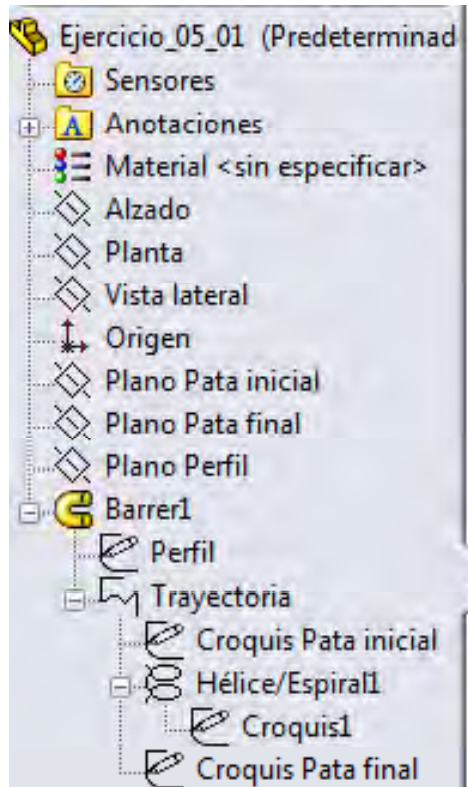 Ejercicio_05_01 (Predeterminad
Sensores
Anotaciones
Material <sin especificar>
Alzado
Planta
Vista lateral
Origen
Plano Pata inicial
Plano Pata final
Plano Perfil
Barrer1
Perfil
Trayectoria
Croquis Pata inicial
Hélice/Espiral1
Croquis1
Croquis Pata final